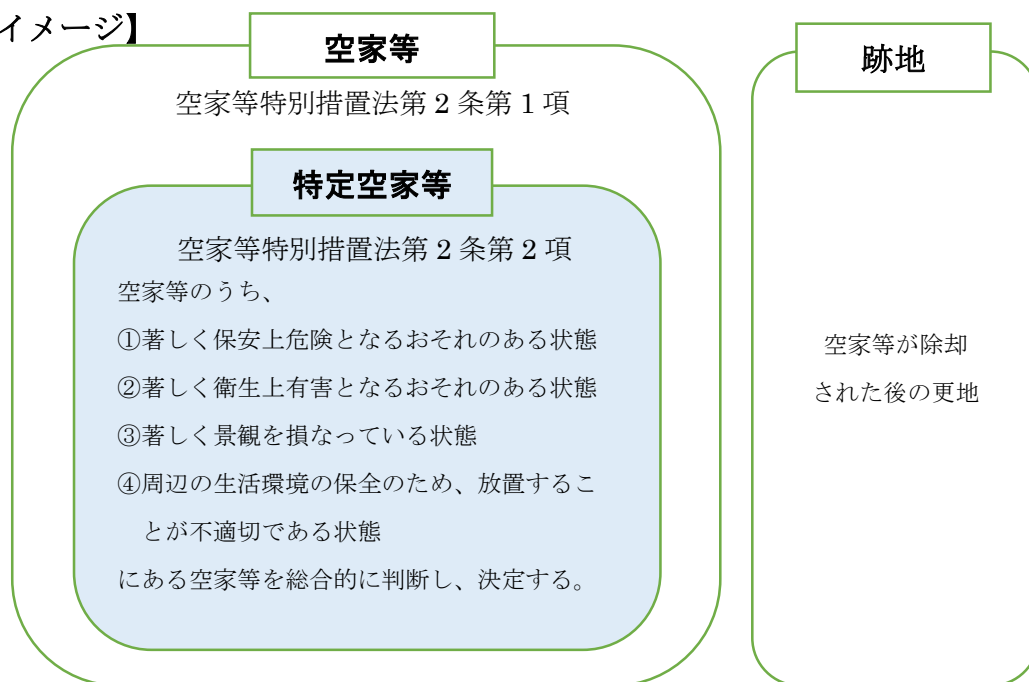 イメージ】
空家等
空家等特別措置法第2条第1項
特定空家等
空家等特別措置法第2条第2項
空家等のうち、
①著しく保安上危険となるおそれのある状態
②著しく衛生上有害となるおそれのある状態
③著しく景観を損なっている状態
④周辺の生活環境の保全のため、放置するこ
とが不適切である状態
にある空家等を総合的に判断し、決定する。
跡地
空家等が除却
された後の更地